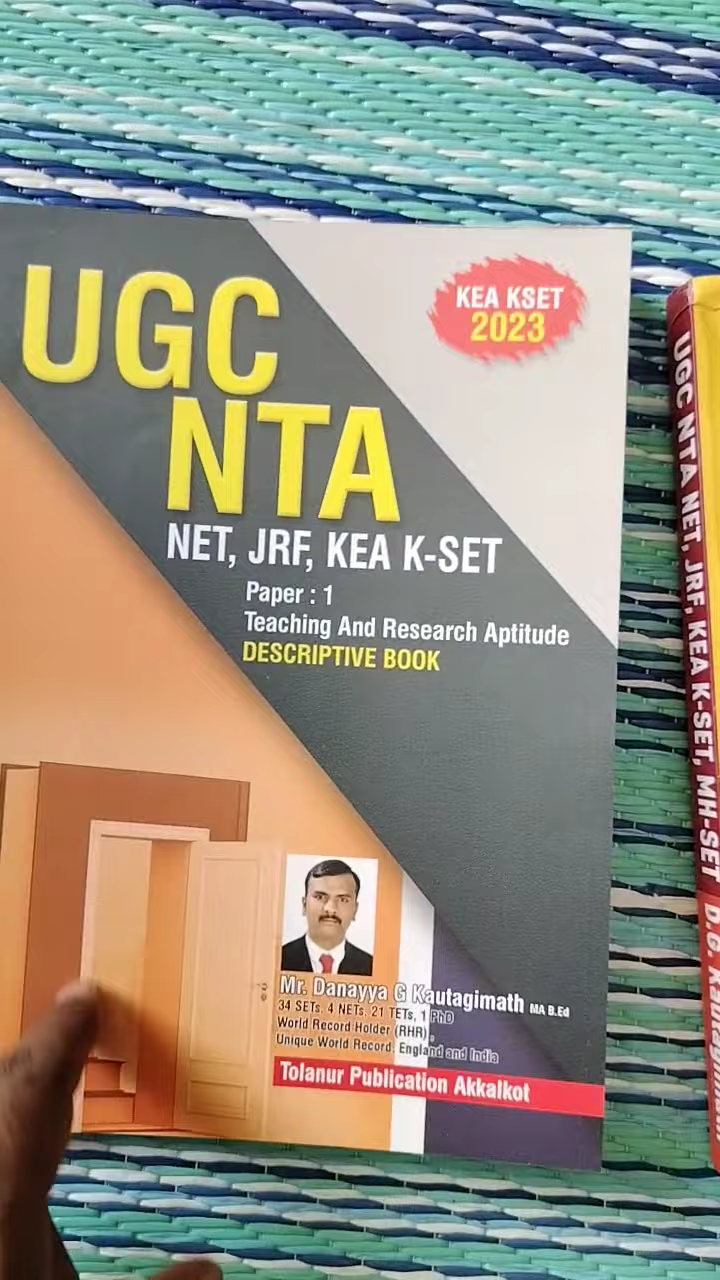 KEA KSET
2023
UGC
NTA
NET, JRF, KEA K-SET
Paper : 1
Teaching And Research Aptitude
DESCRIPTIVE BOOK
Mr. Danayya G Kautagimath MA B.Ed
34 SETs, 4 NETs, 21 TETs, 1 PhD
World Record Holder (RHR),
Unique World Record, England and India
Tolanur Publication Akkalkot
UGC NTA NET, JRF, KEA K-SET, MH-SET